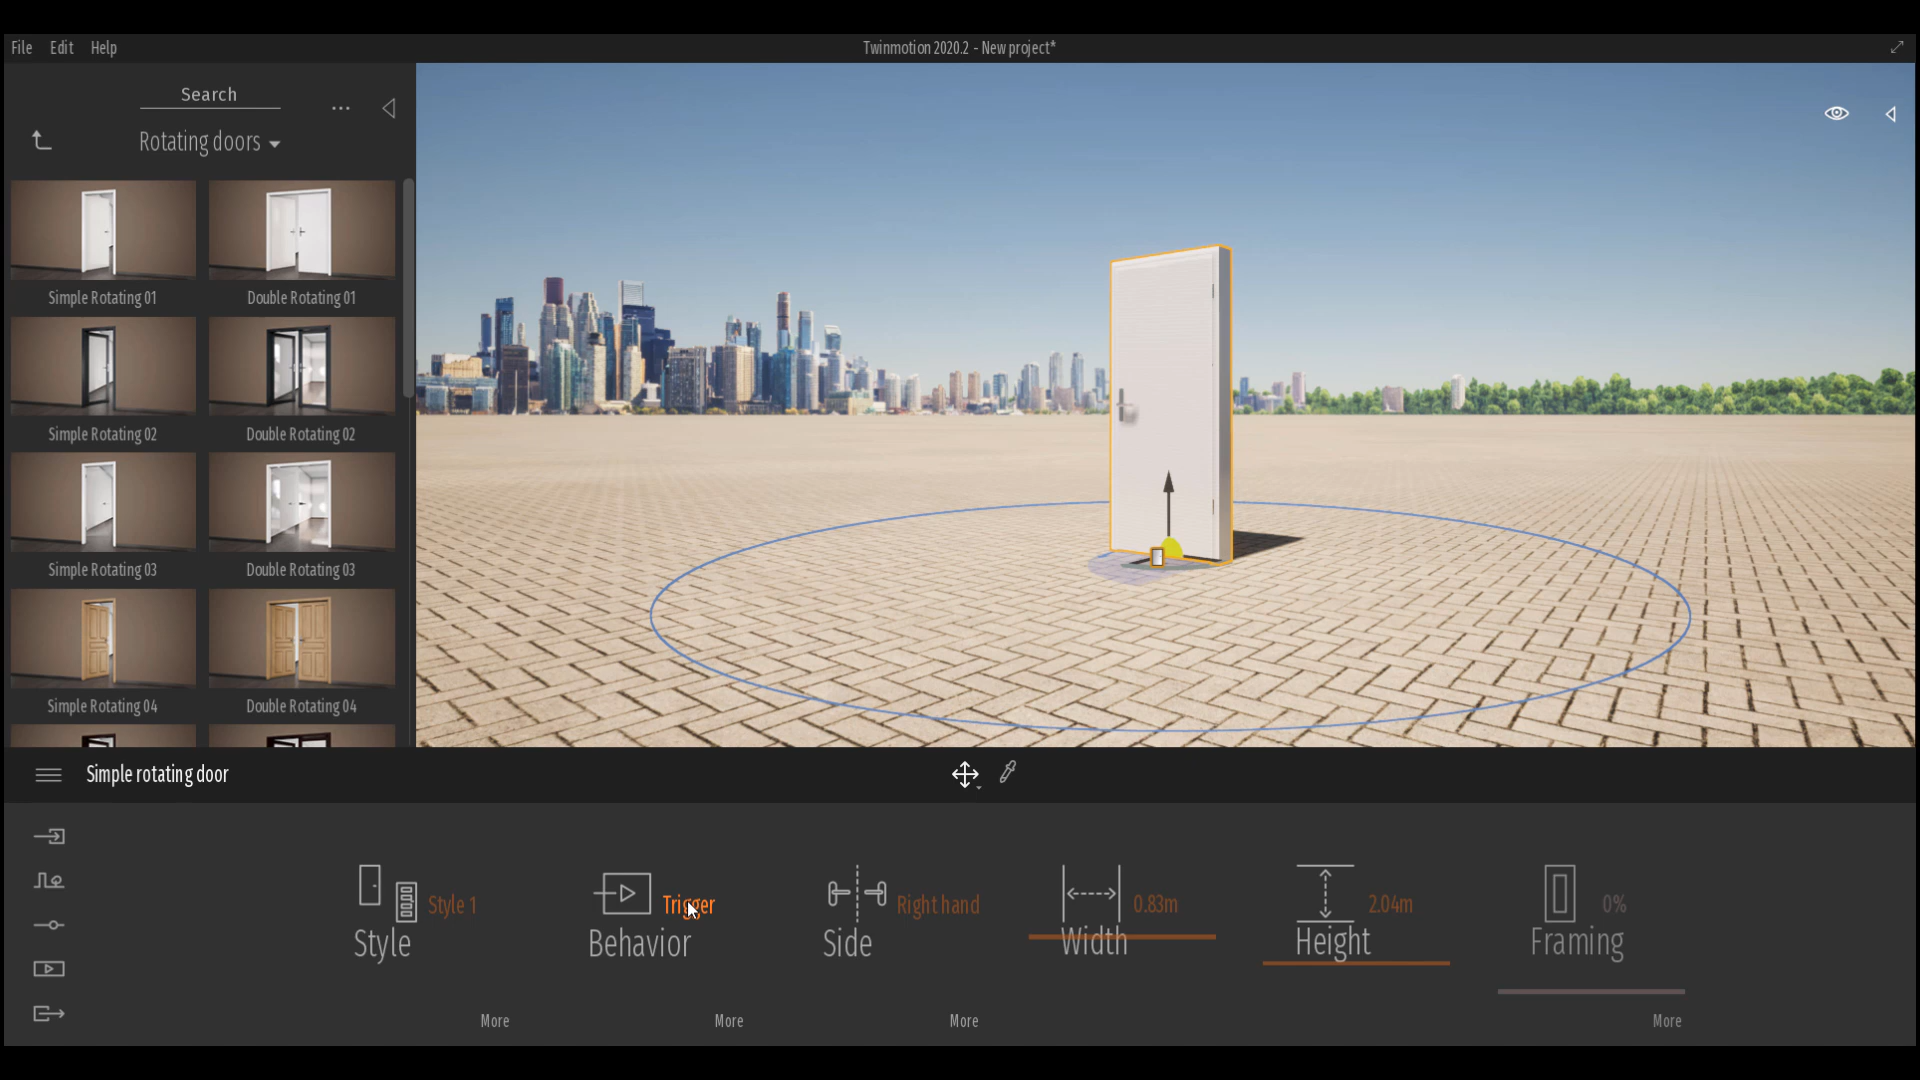 File Edit Help
Twinmotion 2020.2 - New project*
Search
...
Rotating doors
Simple Rotating 01
Double Rotating 01
Simple Rotating 02
Double Rotating 02
Simple Rotating 03
Double Rotating 03
Simple Rotating 04
Double Rotating 04
Simple rotating door
Style 1
Style
More
Trigger
Behavior
More
Right hand
Side
More
0.83m
Width
2.04m
Height
0%
Framing
More